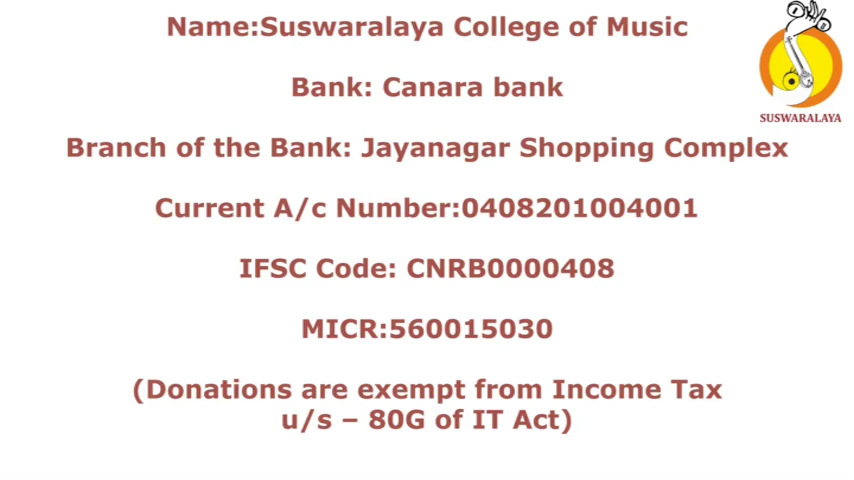 Name:Suswaralaya College of Music
SUSWARALAYA
Bank: Canara bank
Branch of the Bank: Jayanagar Shopping Complex
Current A/c Number:0408201004001
IFSC Code: CNRB0000408
MICR:560015030
(Donations are exempt from Income Tax
u/s – 80G of IT Act)